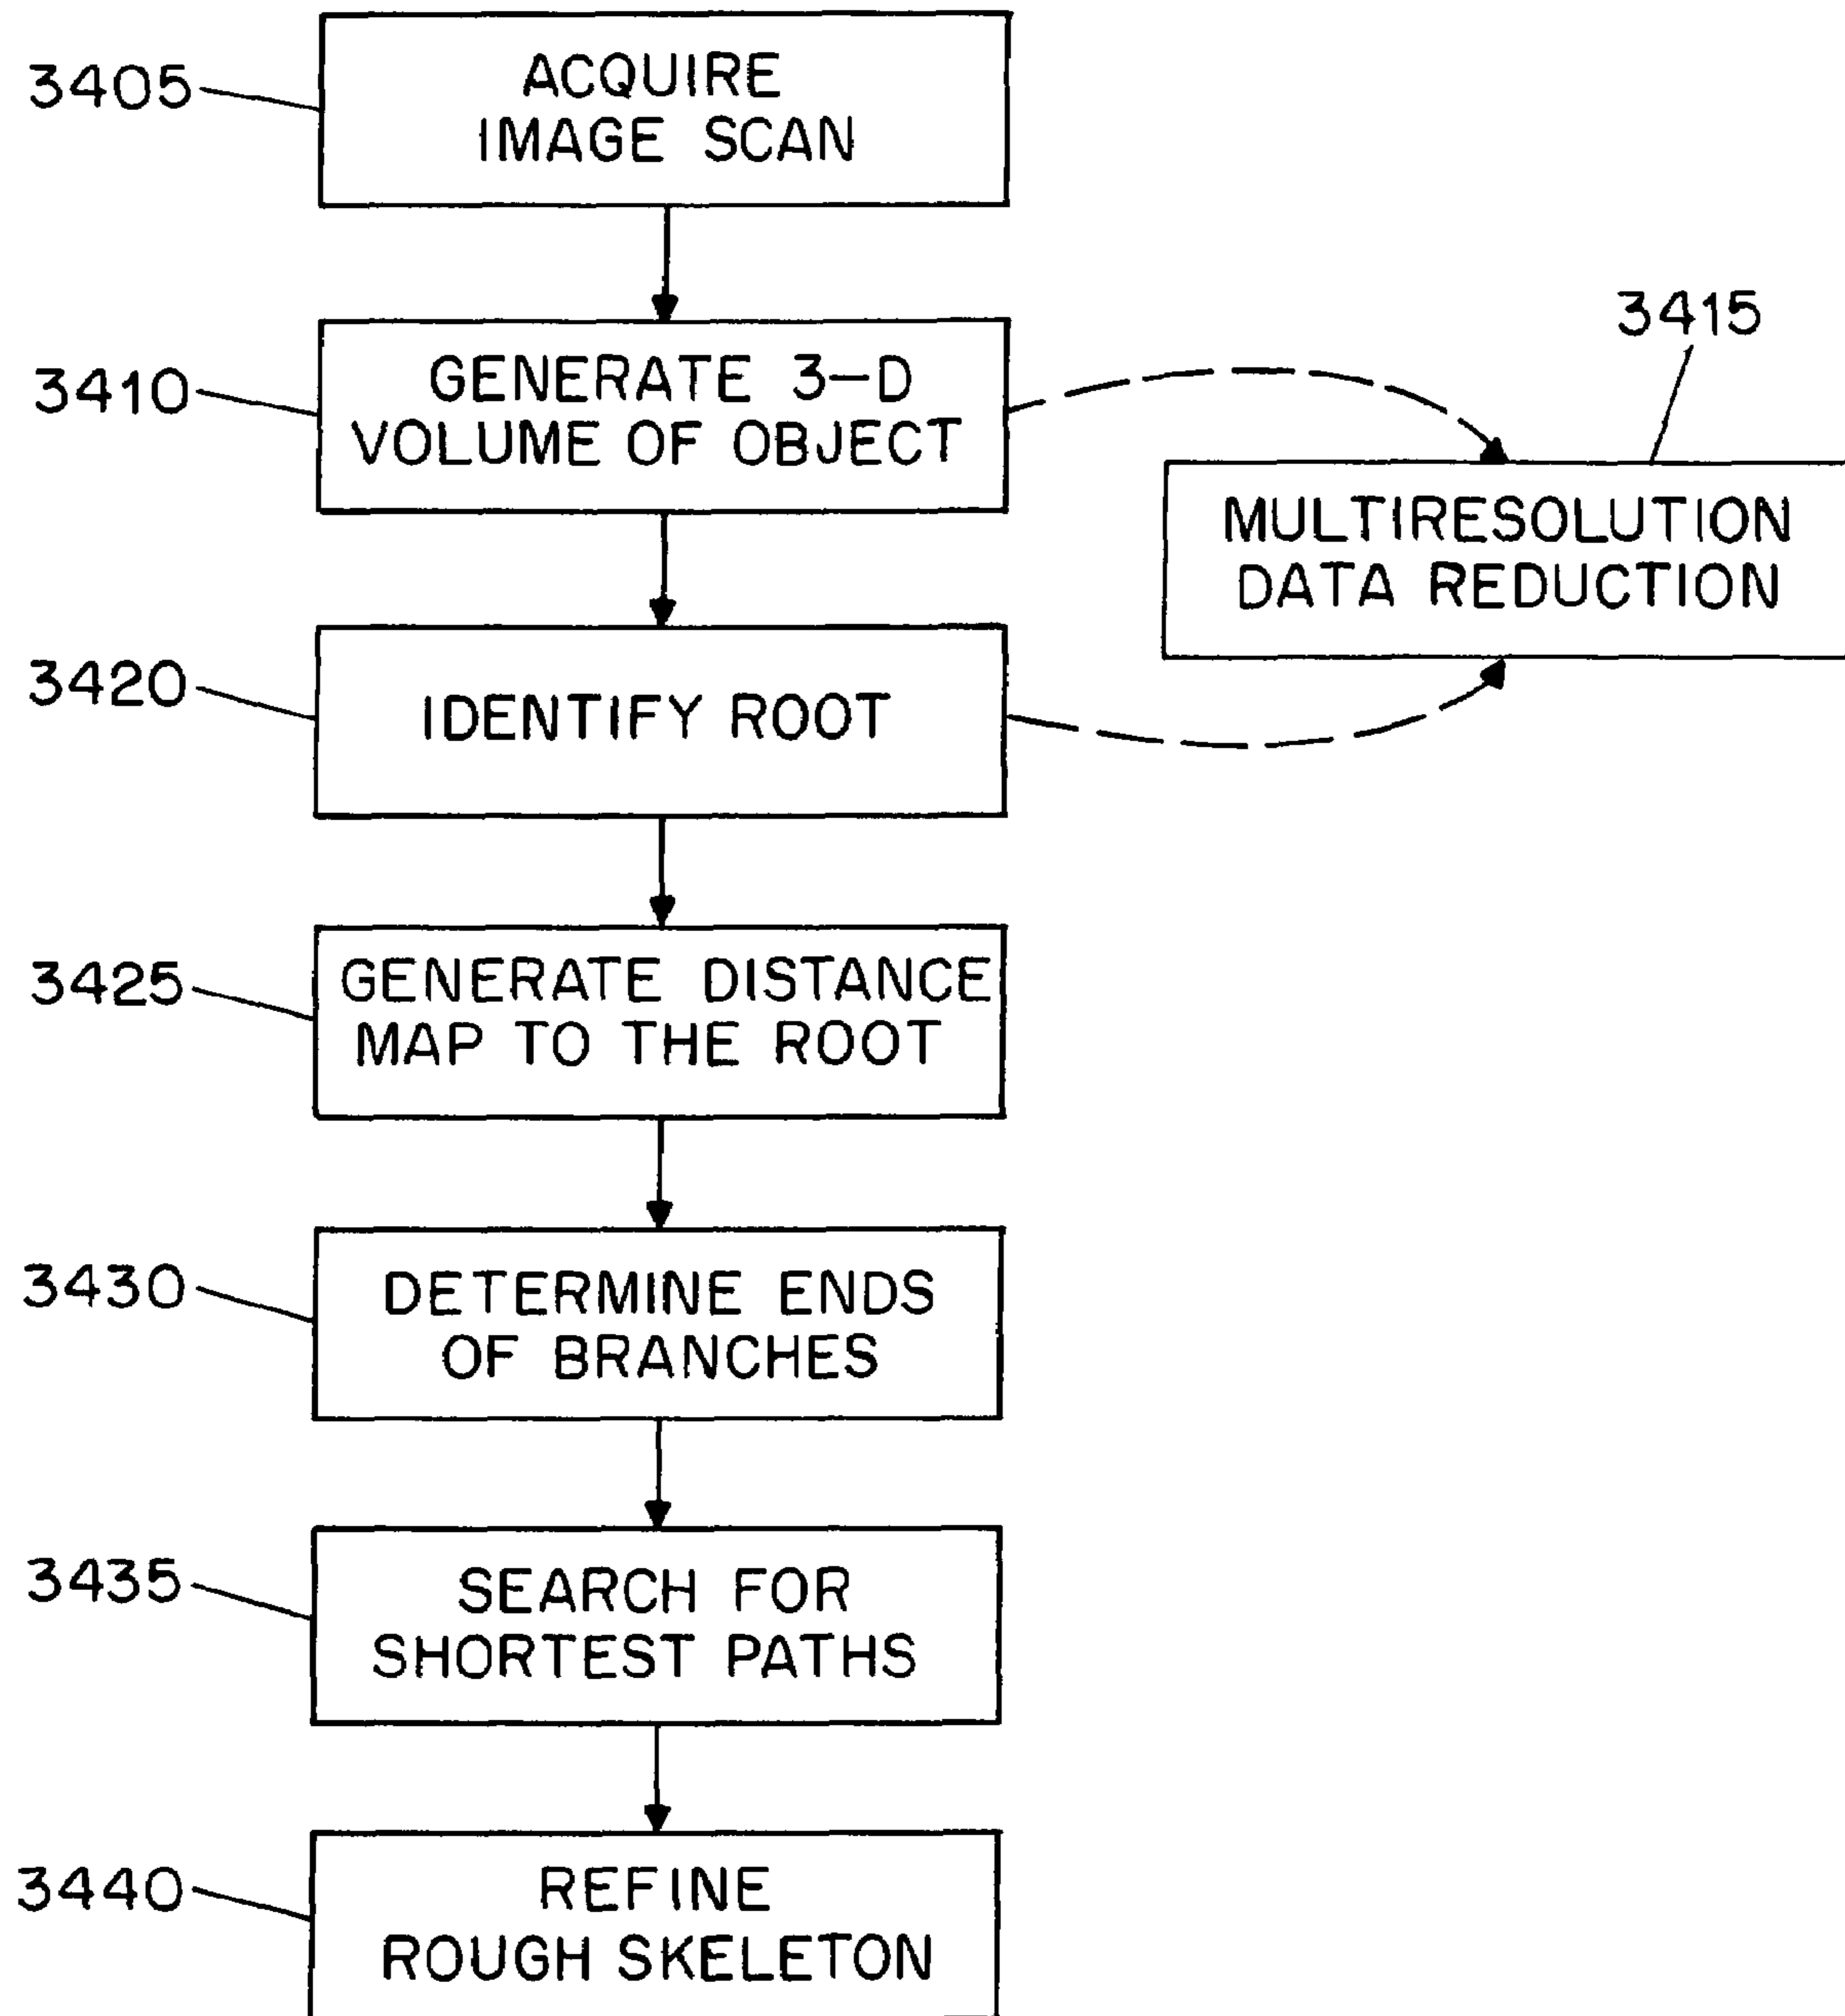 3405
ACQUIRE
IMAGE SCAN
3410
GENERATE 3-D
VOLUME OF OBJECT
3415
MULTIRESOLUTION
DATA REDUCTION
3420
IDENTIFY ROOT
3425
GENERATE DISTANCE
MAP TO THE ROOT
3430
DETERMINE ENDS
OF BRANCHES
3435
SEARCH FOR
SHORTEST PATHS
3440
REFINE
ROUGH SKELETON